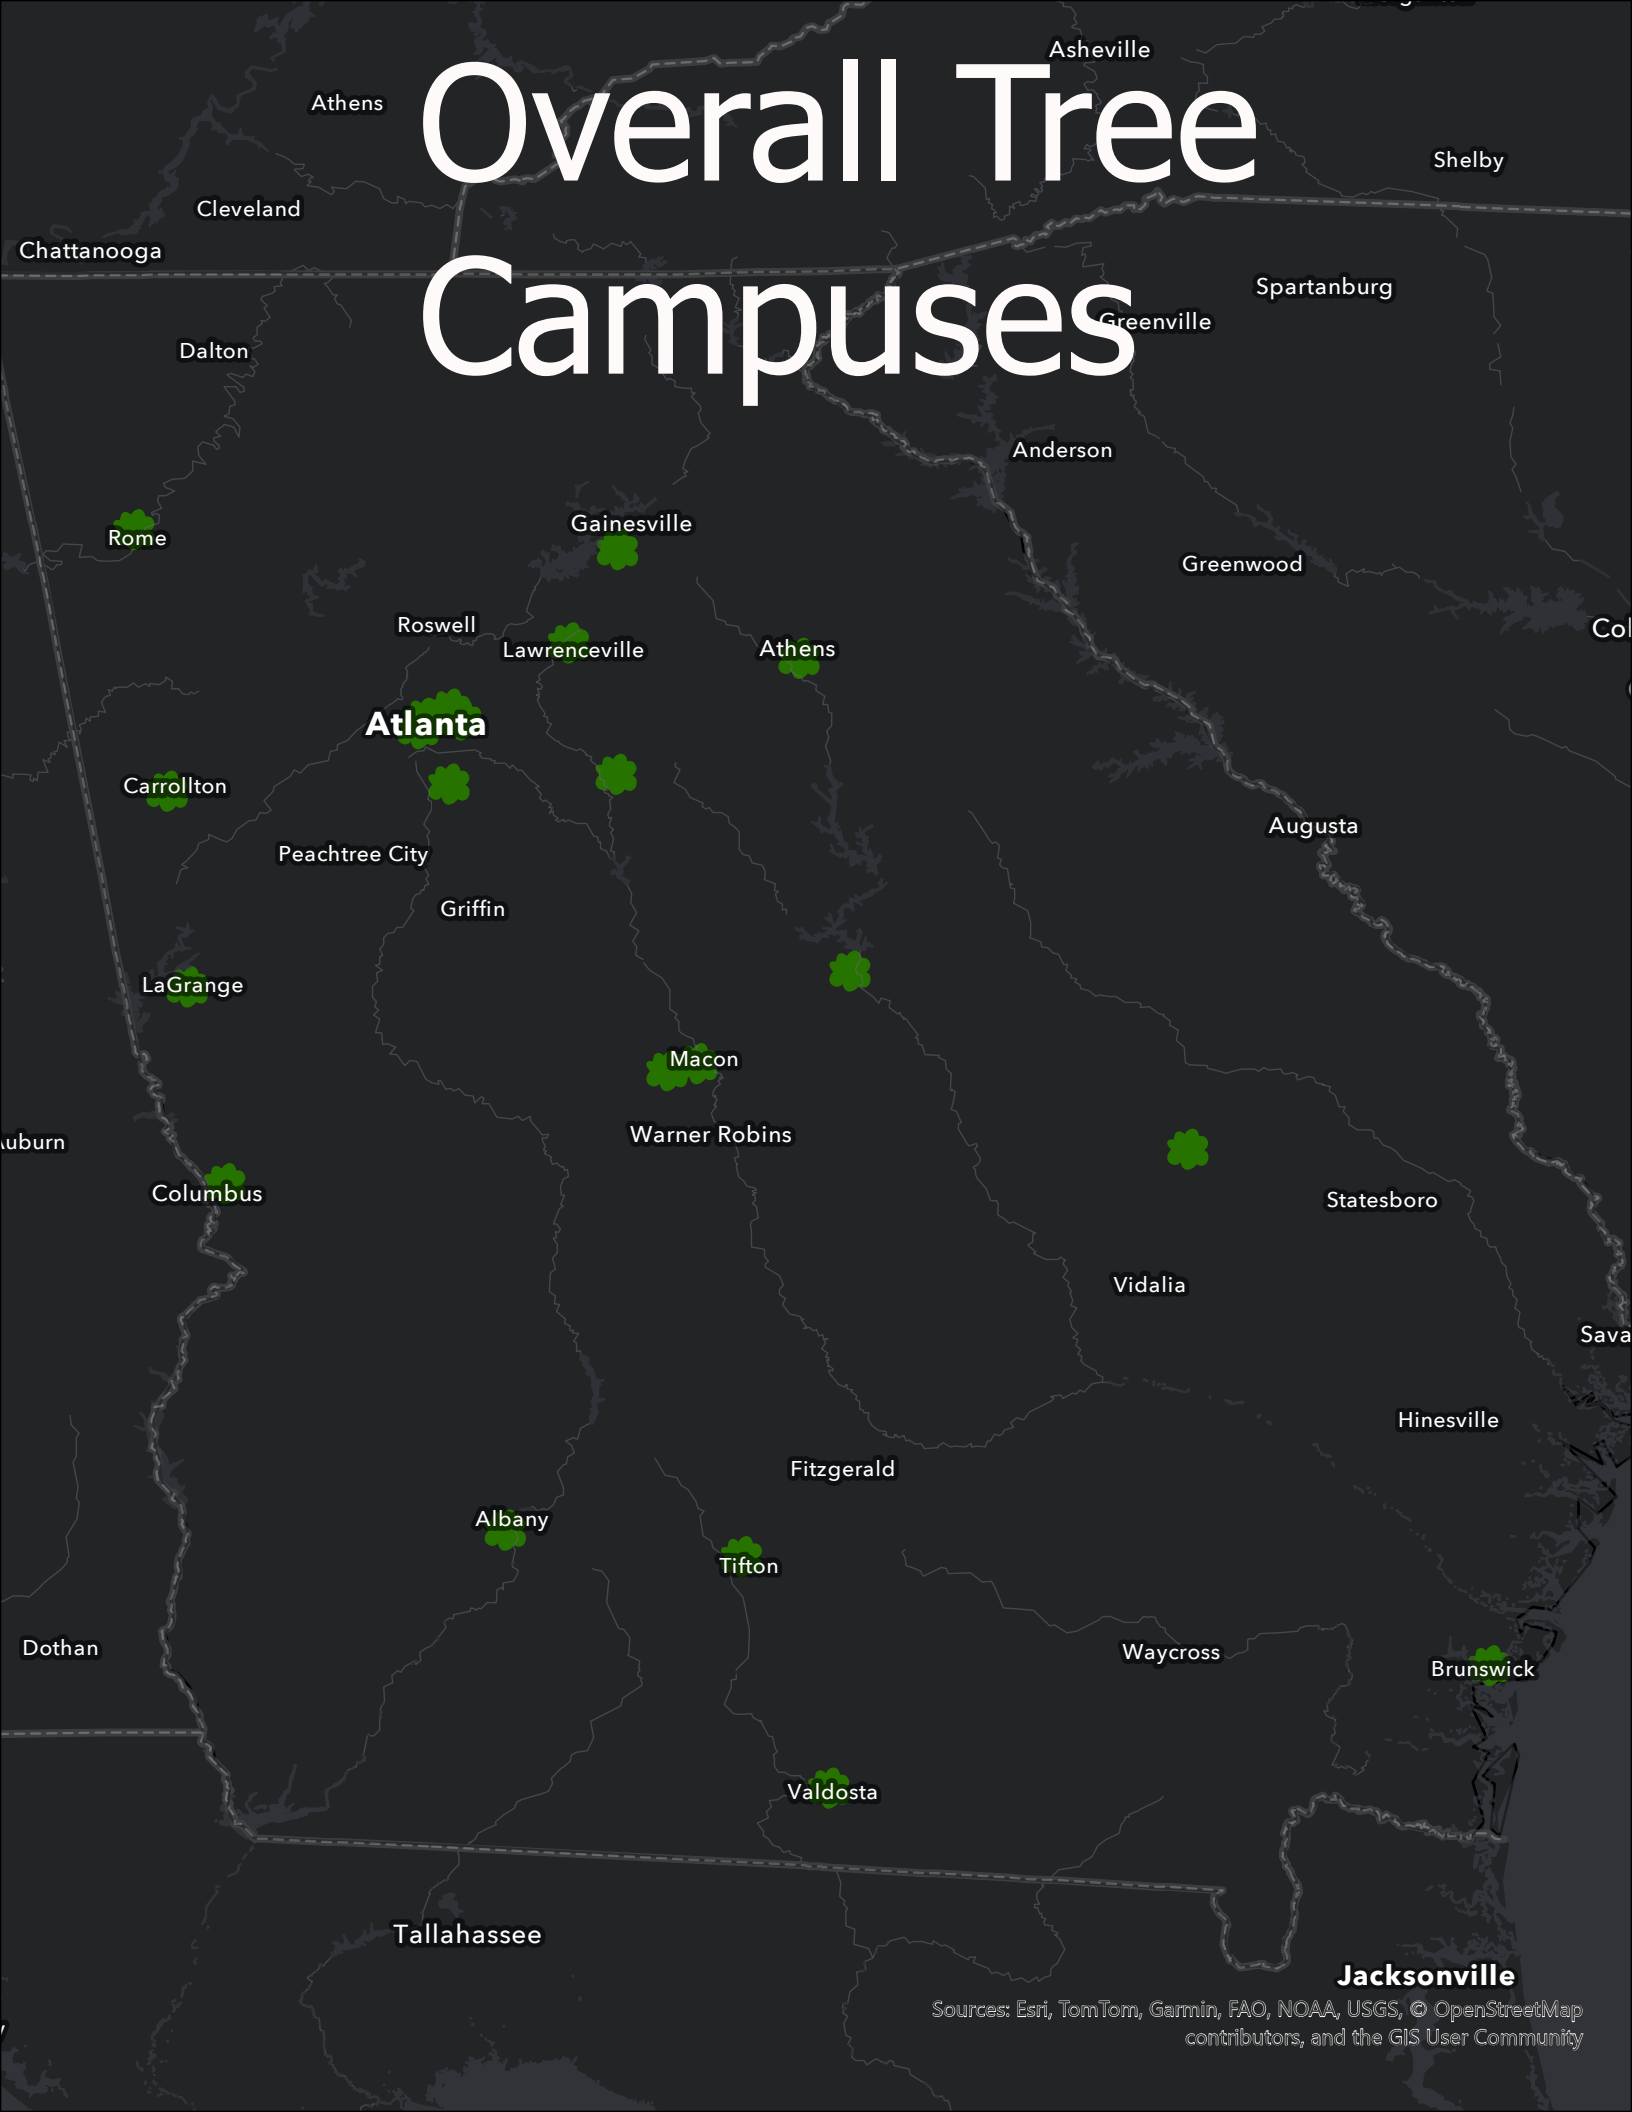 Asheville
Overall Tree
Athens
Shelby
Cleveland
Chattanooga
Campuses
Spartanburg
Greenville
Dalton
Anderson
Gainesville
Rome
Greenwood
Roswell
Col
Lawrenceville
Athens
Atlanta
Carrollton
Augusta
Peachtree City
Griffin
LaGrange
Macon
Warner Robins
uburn
Columbus
Statesboro
Vidalia
Sava
Hinesville
Fitzgerald
Albany
Tifton
Dothan
Waycross
Brunswick
Valdosta
Tallahassee
Jacksonville
Sources: Esri, TomTom, Garmin, FAO, NOAA, USGS, © OpenStreetMap
contributors, and the GIS User Community